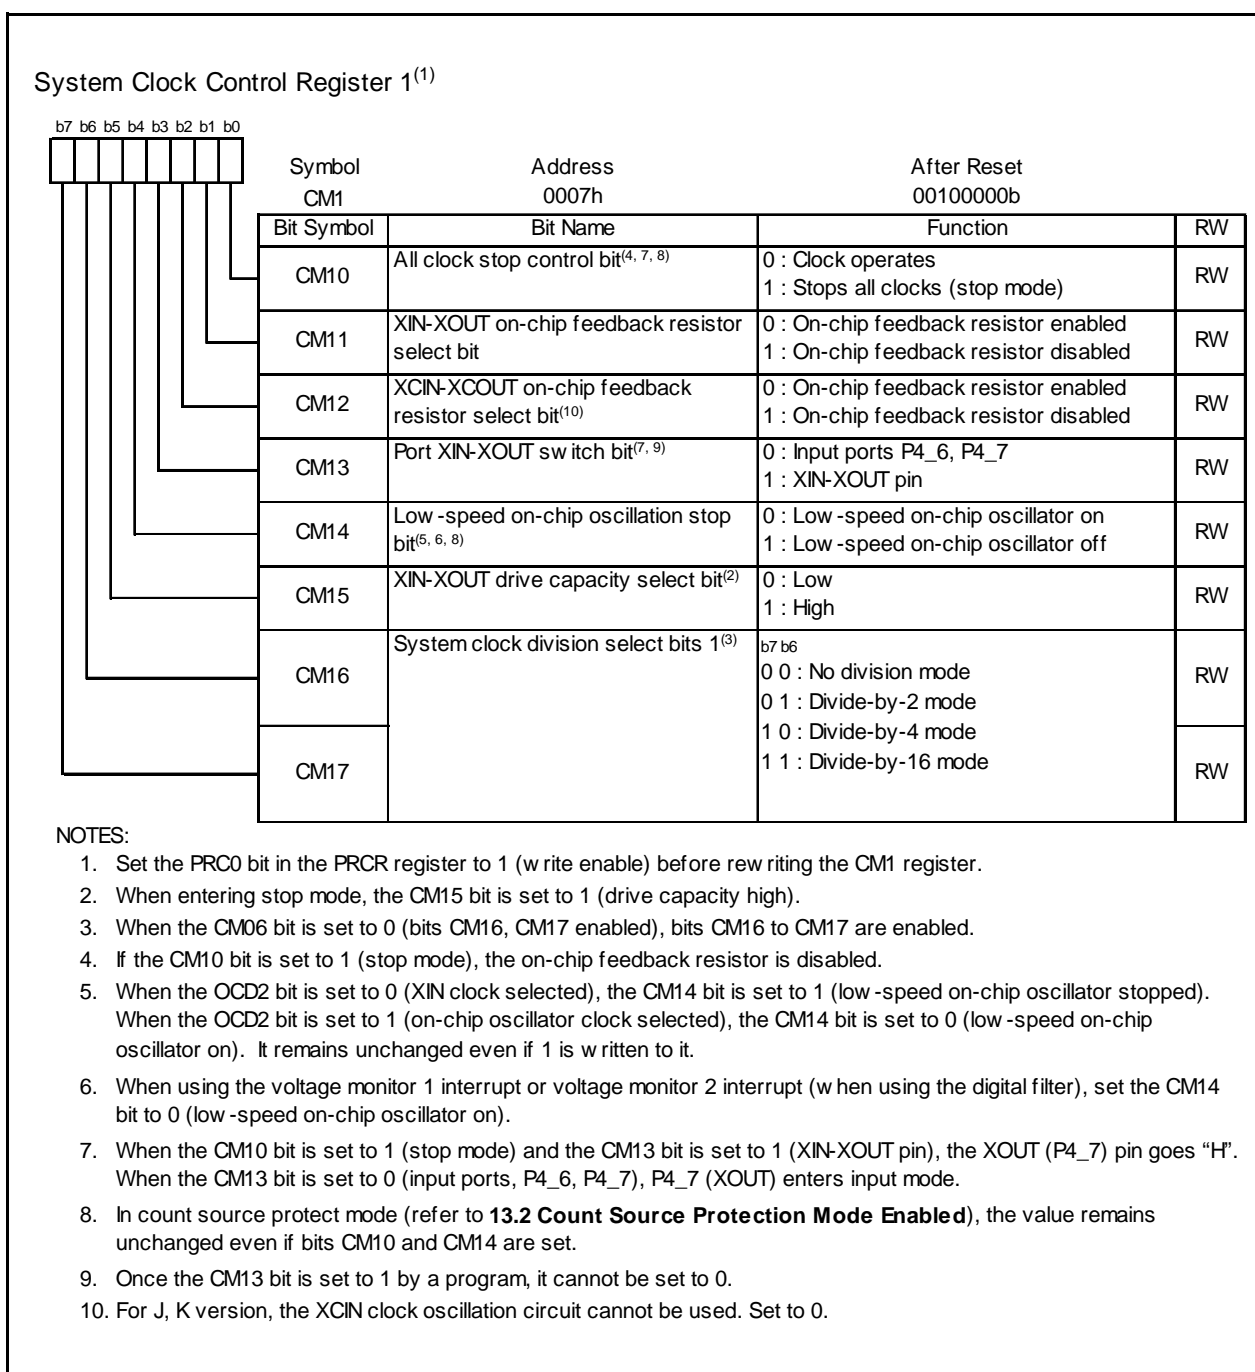 System Clock Control Register 1(1)
b7 b6 b5 b4 b3 b2 b1 b0
Symbol Address After Reset
CM1 0007h 00100000b
Bit Symbol Bit Name Function RW
CM10 All clock stop control bit(4, 7, 8) 0 : Clock operates RW
1 : Stops all clocks (stop mode)
CM11 XIN-XOUT on-chip feedback resistor 0 : On-chip feedback resistor enabled RW
select bit 1 : On-chip feedback resistor disabled
CM12 XCIN-XCOUT on-chip feedback 0 : On-chip feedback resistor enabled RW
resistor select bit(10) 1 : On-chip feedback resistor disabled
CM13 Port XIN-XOUT switch bit(7, 9) 0 : Input ports P4_6, P4_7 RW
1 : XIN-XOUT pin
CM14 Low-speed on-chip oscillation stop 0 : Low-speed on-chip oscillator on RW
bit(5, 6, 8) 1 : Low-speed on-chip oscillator off
CM15 XIN-XOUT drive capacity select bit(2) 0 : Low RW
1 : High
CM16 System clock division select bits 1(3) b7 b6 RW
0 0 : No division mode
0 1 : Divide-by-2 mode
CM17 1 0 : Divide-by-4 mode RW
1 1 : Divide-by-16 mode
NOTES:
1. Set the PRC0 bit in the PRCR register to 1 (write enable) before rewriting the CM1 register.
2. When entering stop mode, the CM15 bit is set to 1 (drive capacity high).
3. When the CM06 bit is set to 0 (bits CM16, CM17 enabled), bits CM16 to CM17 are enabled.
4. If the CM10 bit is set to 1 (stop mode), the on-chip feedback resistor is disabled.
5. When the OCD2 bit is set to 0 (XIN clock selected), the CM14 bit is set to 1 (low-speed on-chip oscillator stopped).
When the OCD2 bit is set to 1 (on-chip oscillator clock selected), the CM14 bit is set to 0 (low-speed on-chip
oscillator on). It remains unchanged even if 1 is written to it.
6. When using the voltage monitor 1 interrupt or voltage monitor 2 interrupt (when using the digital filter), set the CM14
bit to 0 (low-speed on-chip oscillator on).
7. When the CM10 bit is set to 1 (stop mode) and the CM13 bit is set to 1 (XIN-XOUT pin), the XOUT (P4_7) pin goes “H”.
When the CM13 bit is set to 0 (input ports, P4_6, P4_7), P4_7 (XOUT) enters input mode.
8. In count source protect mode (refer to 13.2 Count Source Protection Mode Enabled), the value remains
unchanged even if bits CM10 and CM14 are set.
9. Once the CM13 bit is set to 1 by a program, it cannot be set to 0.
10. For J, K version, the XCIN clock oscillation circuit cannot be used. Set to 0.